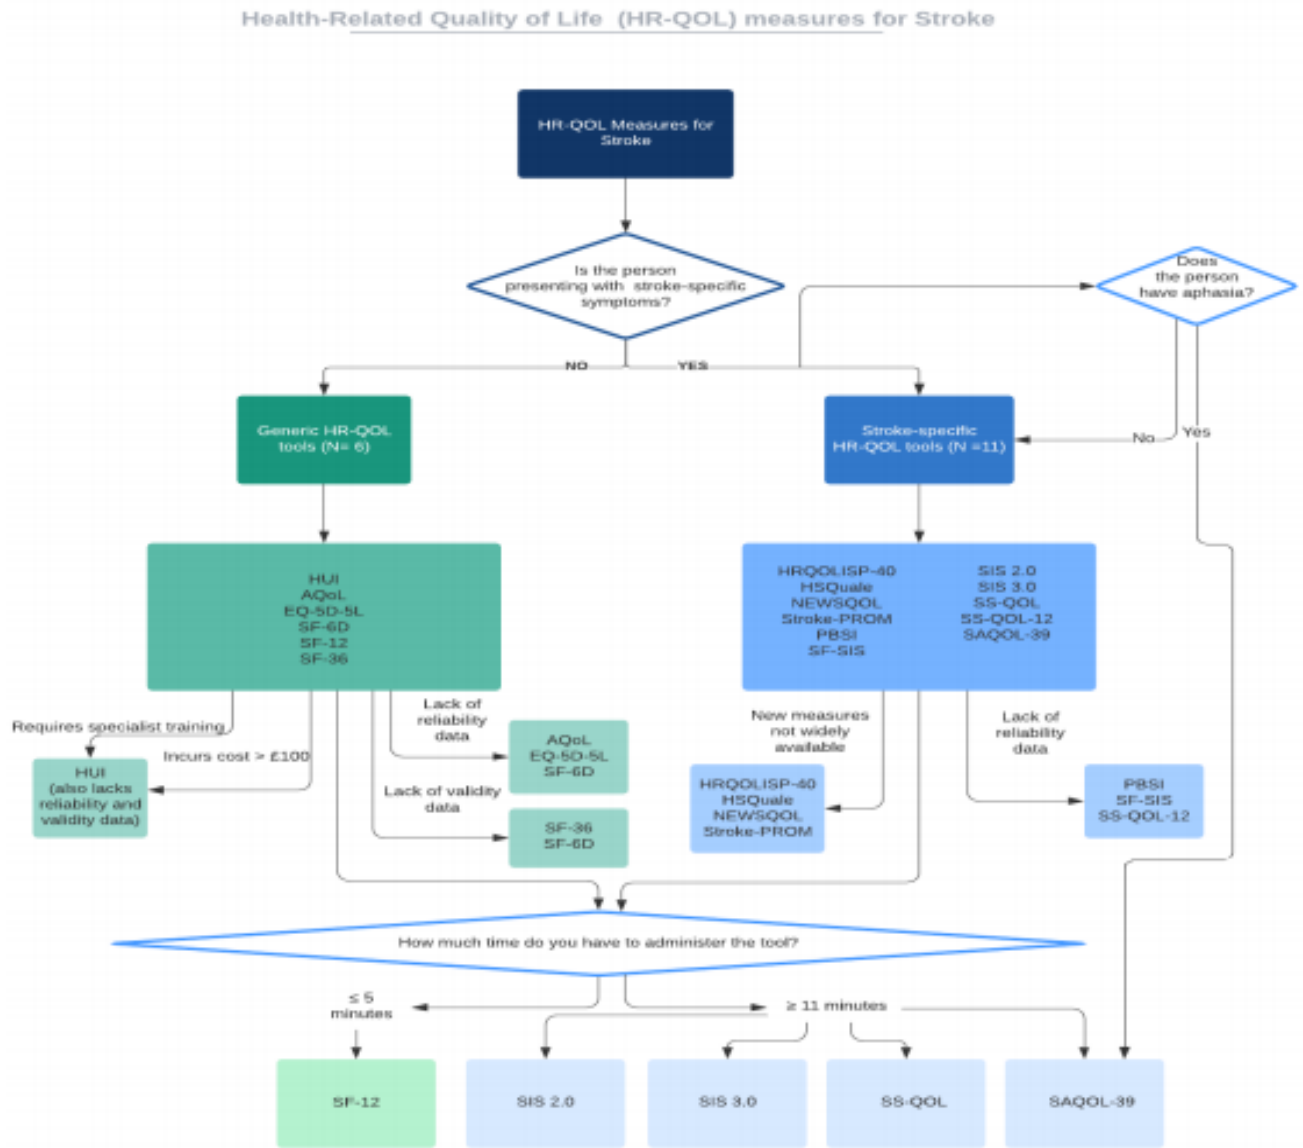 Health-Related Quality of Life (HR-QOL) measures for Stroke
HR-QOL Measures for
Stroke
Is the person
presenting with stroke-specific
symptoms?
Does
the person
have aphasia?
NO
YES
Generic HR-QOL
tools (N= 6)
Stroke-specific
HR-QOL tools (N =11)
No
Yes
HUI
AQoL
EQ-5D-5L
SF-6D
SF-12
SF-36
HRQOLISP-40
HSQuale
NEWSQOL
Stroke-PROM
PBSI
SF-SIS
SIS 2.0
SIS 3.0
SS-QOL
SS-QOL-12
SAQOL-39
Requires specialist training
Incurs cost > £100
HUI
(also lacks
reliability and
validity data)
Lack of
reliability
data
AQoL
EQ-5D-5L
SF-6D
Lack of validity
data
SF-36
SF-6D
New measures
not widely
available
HRQOLISP-40
HSQuale
NEWSQOL
Stroke-PROM
Lack of
reliability
data
PBSI
SF-SIS
SS-QOL-12
How much time do you have to administer the tool?
≤ 5
minutes
≥ 11 minutes
SF-12
SIS 2.0
SIS 3.0
SS-QOL
SAQOL-39